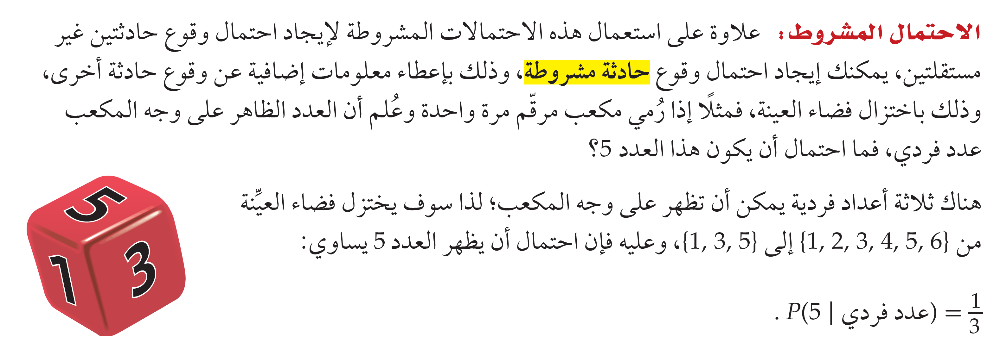 الاحتمال المشروط: علاوة على استعمال هذه الاحتمالات المشروطة لإيجاد احتمال وقوع حادثتين غير
مستقلتين، يمكنك إيجاد احتمال وقوع حادثة مشروطة، وذلك بإعطاء معلومات إضافية عن وقوع حادثة أخرى،
وذلك باختزال فضاء العينة، فمثلًا إذا رُمي مكعب مرقّم مرة واحدة وعُلم أن العدد الظاهر على وجه المكعب
عدد فردي، فما احتمال أن يكون هذا العدد 5؟
هناك ثلاثة أعداد فردية يمكن أن تظهر على وجه المكعب؛ لذا سوف يختزل فضاء العيِّنة
من {1, 2, 3, 4, 5, 6} إلى {1, 3, 5}، وعليه فإن احتمال أن يظهر العدد 5 يساوي:
. P(5 | عدد فردي) = 1/3
5
1
3